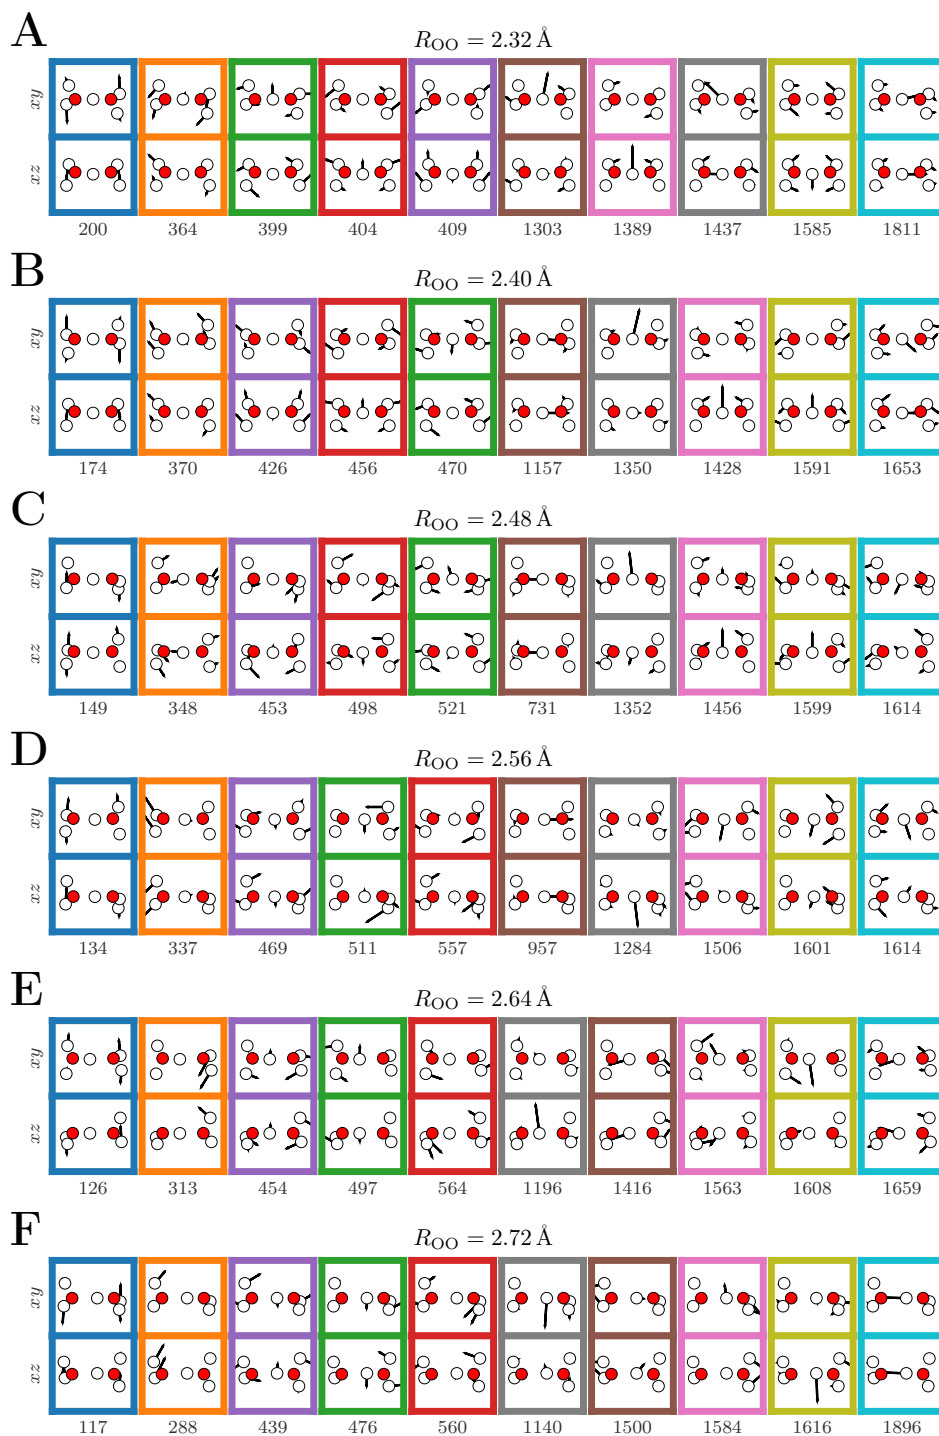 A
R_OO = 2.32 Å
xy
xz
200 364 399 404 409 1303 1389 1437 1585 1811
B
R_OO = 2.40 Å
xy
xz
174 370 426 456 470 1157 1350 1428 1591 1653
C
R_OO = 2.48 Å
xy
xz
149 348 453 498 521 731 1352 1456 1599 1614
D
R_OO = 2.56 Å
xy
xz
134 337 469 511 557 957 1284 1506 1601 1614
E
R_OO = 2.64 Å
xy
xz
126 313 454 497 564 1196 1416 1563 1608 1659
F
R_OO = 2.72 Å
xy
xz
117 288 439 476 560 1140 1500 1584 1616 1896